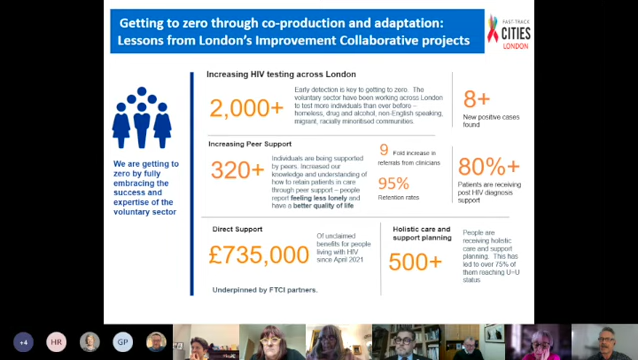 Getting to zero through co-production and adaptation:
Lessons from London's Improvement Collaborative projects
FAST-TRACK
CITIES
LONDON
Increasing HIV testing across London
2,000+
Early detection is key to getting to zero. The
voluntary sector have been working across London
to test more individuals than ever before –
homeless, drug and alcohol, non-English speaking,
migrant, racially minoritised communities.
8+
New positive cases
found
We are getting to
zero by fully
embracing the
success and
expertise of the
voluntary sector
Increasing Peer Support
320+
Individuals are being supported
by peers. Increased our
knowledge and understanding of
how to retain patients in care
through peer support - people
report feeling less lonely and
have a better quality of life
9
Fold increase in
referrals from clinicians
95%
Retention rates
80%+
Patients are receiving
post HIV diagnosis
support
Direct Support
£735,000
Of unclaimed
benefits for people
living with HIV
since April 2021
Holistic care and
support planning
500+
People are
receiving holistic
care and support
planning. This has
led to over 75% of
them reaching U=U
status
Underpinned by FTCI partners.
+4
HR
GP